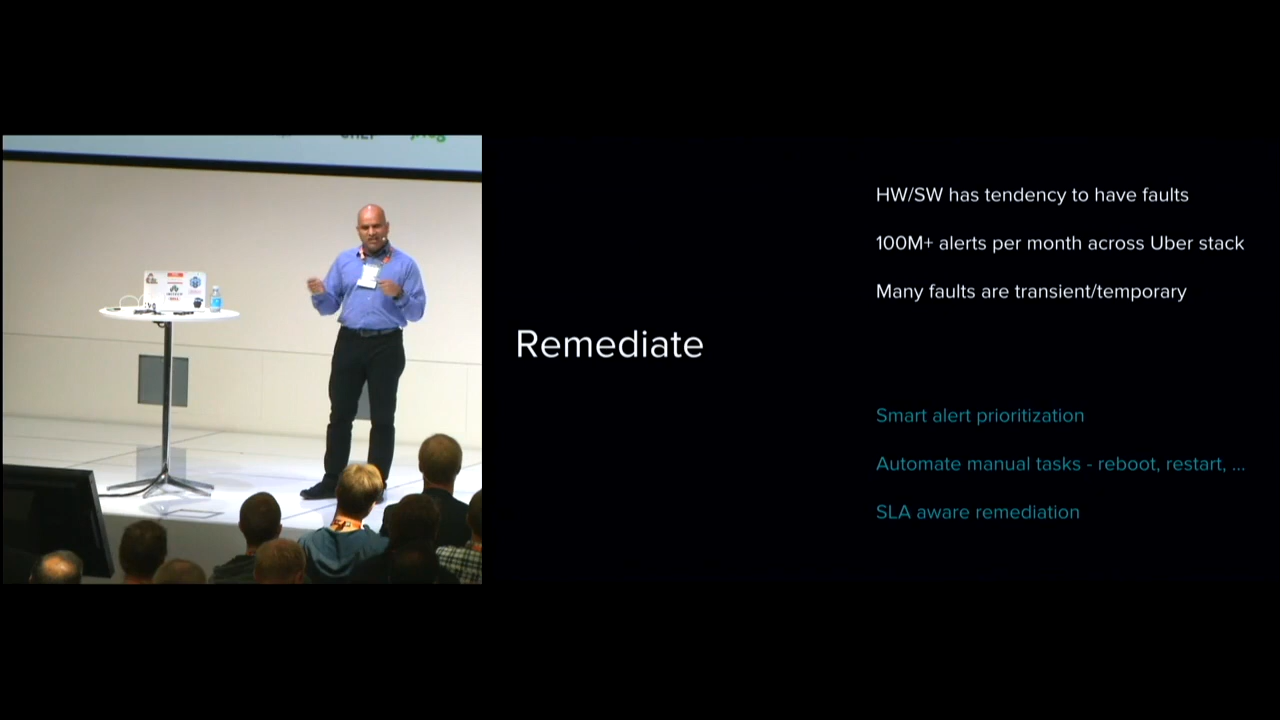 Remediate
HW/SW has tendency to have faults
100M+ alerts per month across Uber stack
Many faults are transient/temporary
Smart alert prioritization
Automate manual tasks - reboot, restart, ...
SLA aware remediation